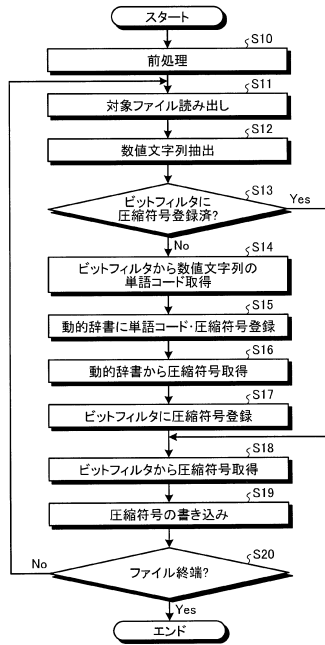 スタート
S10
前処理
S11
対象ファイル読み出し
S12
数値文字列抽出
S13
ビットフィルタに
圧縮符号登録済?
Yes
No
S14
ビットフィルタから数値文字列の
単語コード取得
S15
動的辞書に単語コード・圧縮符号登録
S16
動的辞書から圧縮符号取得
S17
ビットフィルタに圧縮符号登録
S18
ビットフィルタから圧縮符号取得
S19
圧縮符号の書き込み
S20
No
ファイル終端?
Yes
エンド